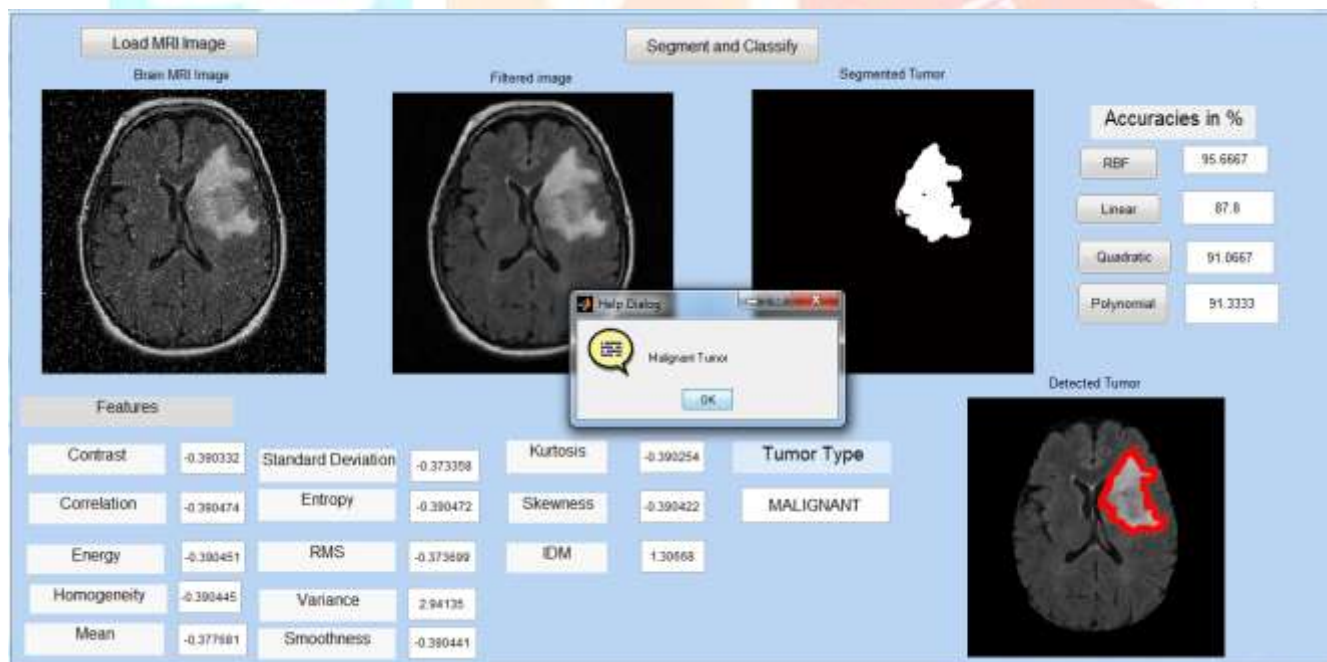 Load MRI Image
Segment and Classify
Brain MRI Image
Filtered image
Segmented Tumor
Accuracies in %
RBF
95.6667
Linear
87.8
Quadratic
91.0667
Polynomial
91.3333
Help Dialog
Malignant Tumor
OK
Detected Tumor
Features
Contrast
-0.390332
Standard Deviation
-0.373358
Kurtosis
-0.390254
Tumor Type
Correlation
-0.390474
Entropy
-0.390472
Skewness
-0.390422
MALIGNANT
Energy
-0.390451
RMS
-0.373699
IDM
1.30668
Homogeneity
-0.390445
Variance
2.94135
Mean
-0.377681
Smoothness
-0.390441